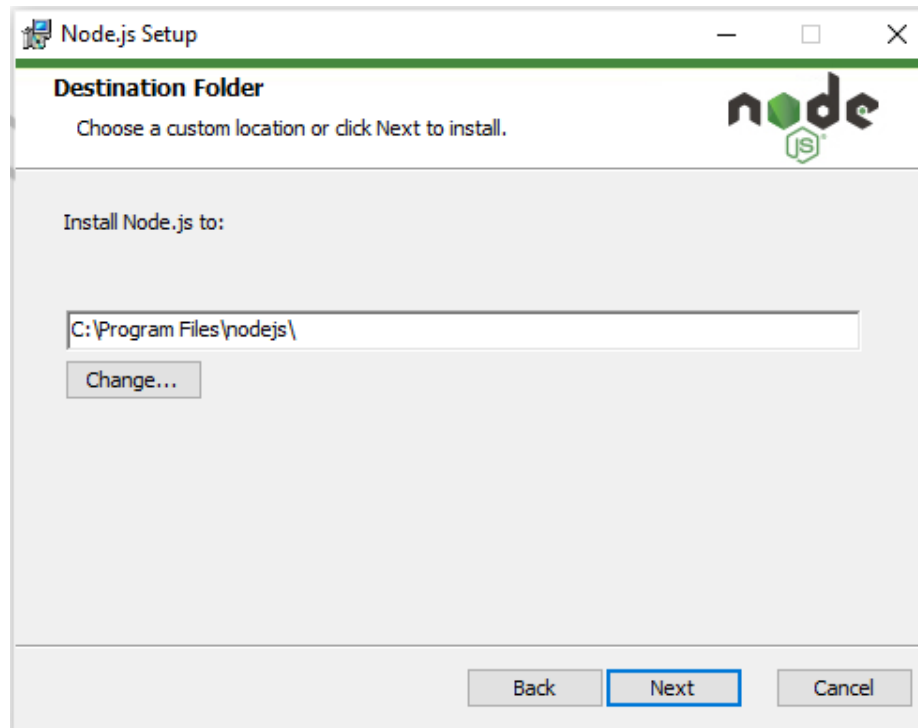 Node.js Setup
Destination Folder
Choose a custom location or click Next to install.
node
JS
Install Node.js to:
C:\Program Files\nodejs\
Change...
Back Next Cancel